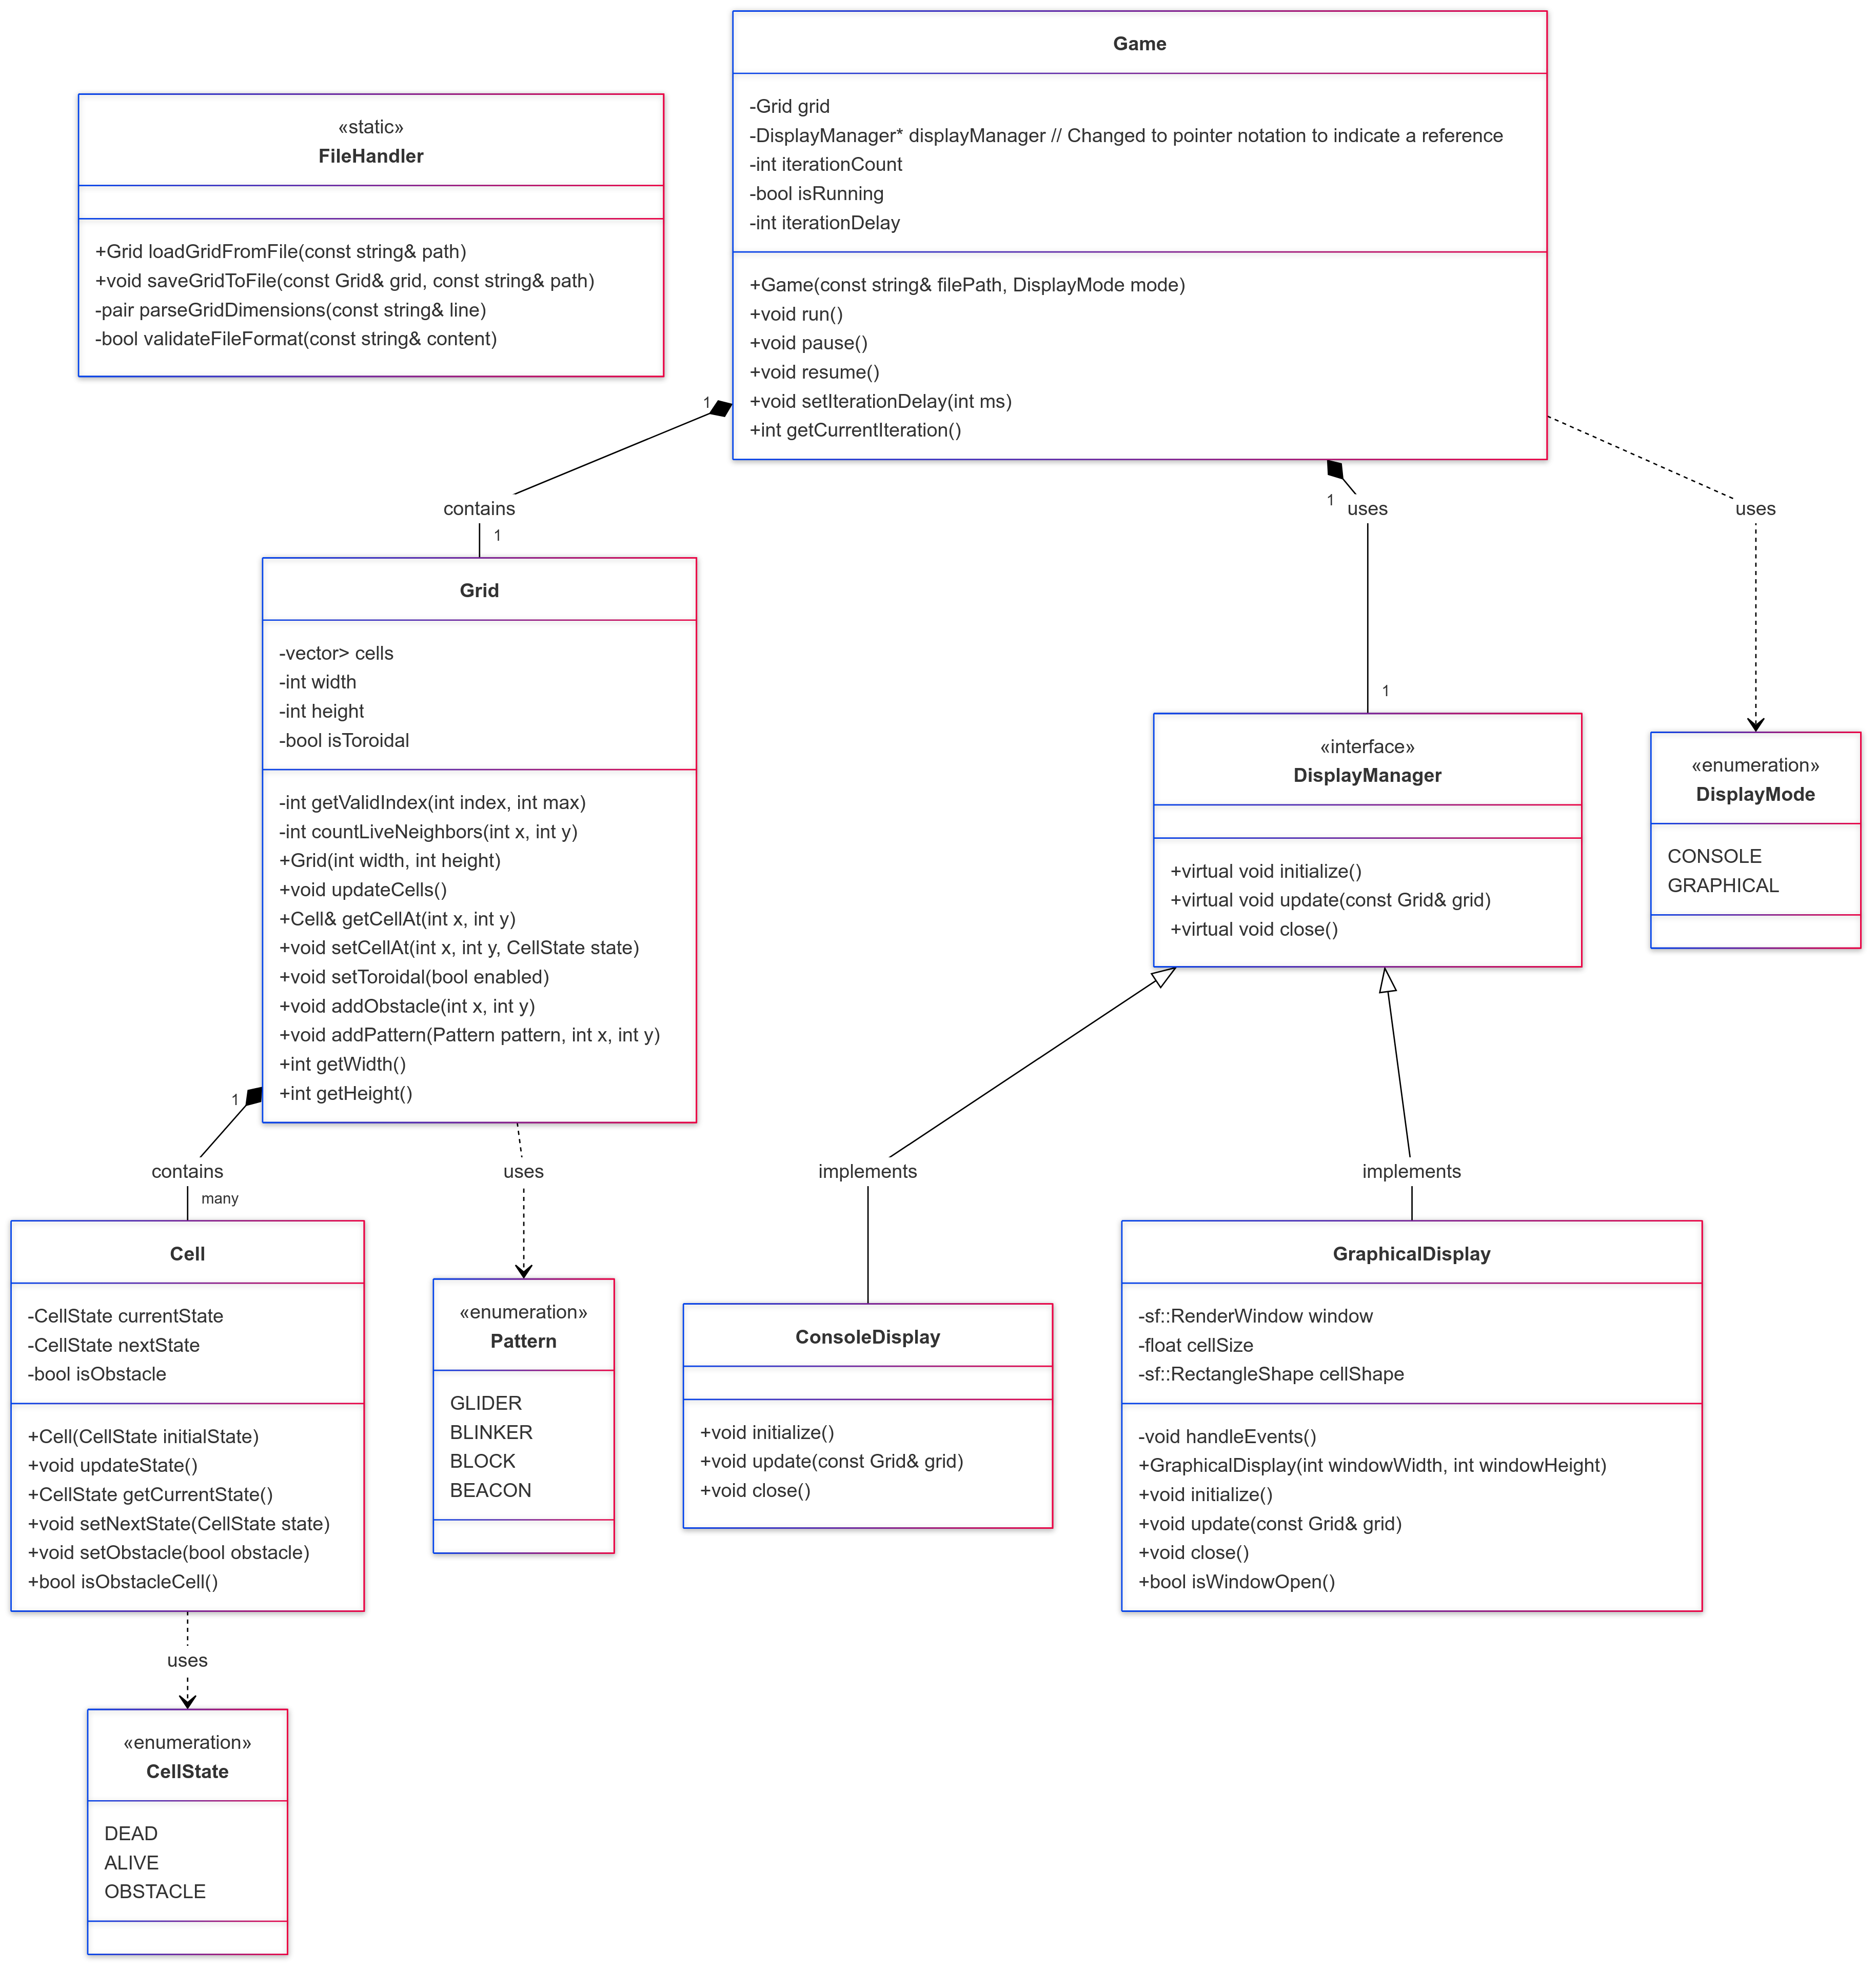 Game
-Grid grid
-DisplayManager* displayManager // Changed to pointer notation to indicate a reference
-int iterationCount
-bool isRunning
-int iterationDelay
+Game(const string& filePath, DisplayMode mode)
+void run()
+void pause()
+void resume()
+void setIterationDelay(int ms)
+int getCurrentIteration()
«static»
FileHandler
+Grid loadGridFromFile(const string& path)
+void saveGridToFile(const Grid& grid, const string& path)
-pair parseGridDimensions(const string& line)
-bool validateFileFormat(const string& content)
1
contains
1
1
uses
1
uses
Grid
-vector> cells
-int width
-int height
-bool isToroidal
-int getValidIndex(int index, int max)
-int countLiveNeighbors(int x, int y)
+Grid(int width, int height)
+void updateCells()
+Cell& getCellAt(int x, int y)
+void setCellAt(int x, int y, CellState state)
+void setToroidal(bool enabled)
+void addObstacle(int x, int y)
+void addPattern(Pattern pattern, int x, int y)
+int getWidth()
+int getHeight()
«interface»
DisplayManager
+virtual void initialize()
+virtual void update(const Grid& grid)
+virtual void close()
«enumeration»
DisplayMode
CONSOLE
GRAPHICAL
1
contains
many
uses
implements
implements
Cell
-CellState currentState
-CellState nextState
-bool isObstacle
+Cell(CellState initialState)
+void updateState()
+CellState getCurrentState()
+void setNextState(CellState state)
+void setObstacle(bool obstacle)
+bool isObstacleCell()
«enumeration»
Pattern
GLIDER
BLINKER
BLOCK
BEACON
ConsoleDisplay
+void initialize()
+void update(const Grid& grid)
+void close()
GraphicalDisplay
-sf::RenderWindow window
-float cellSize
-sf::RectangleShape cellShape
-void handleEvents()
+GraphicalDisplay(int windowWidth, int windowHeight)
+void initialize()
+void update(const Grid& grid)
+void close()
+bool isWindowOpen()
uses
«enumeration»
CellState
DEAD
ALIVE
OBSTACLE